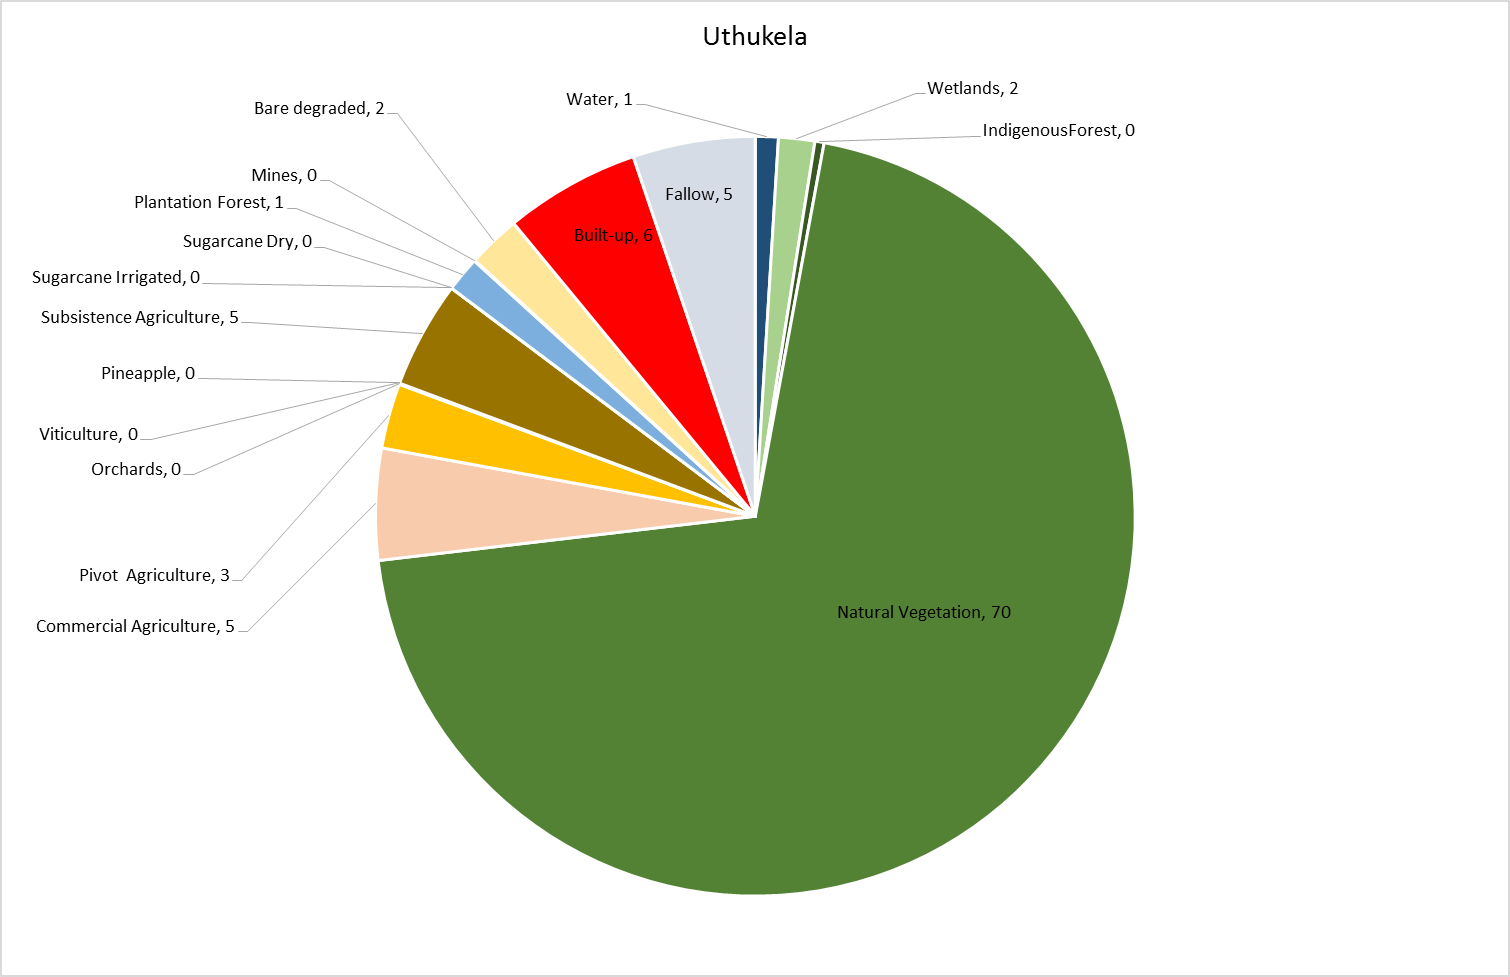 Uthukela
Wetlands, 2
Water, 1
Bare degraded, 2
IndigenousForest, 0
Mines, 0
Fallow, 5
Plantation Forest, 1
Built-up, 6
Sugarcane Dry, 0
Sugarcane Irrigated, 0
Subsistence Agriculture, 5
Pineapple, 0
Viticulture, 0
Orchards, 0
Pivot  Agriculture, 3
Natural Vegetation, 70
Commercial Agriculture, 5